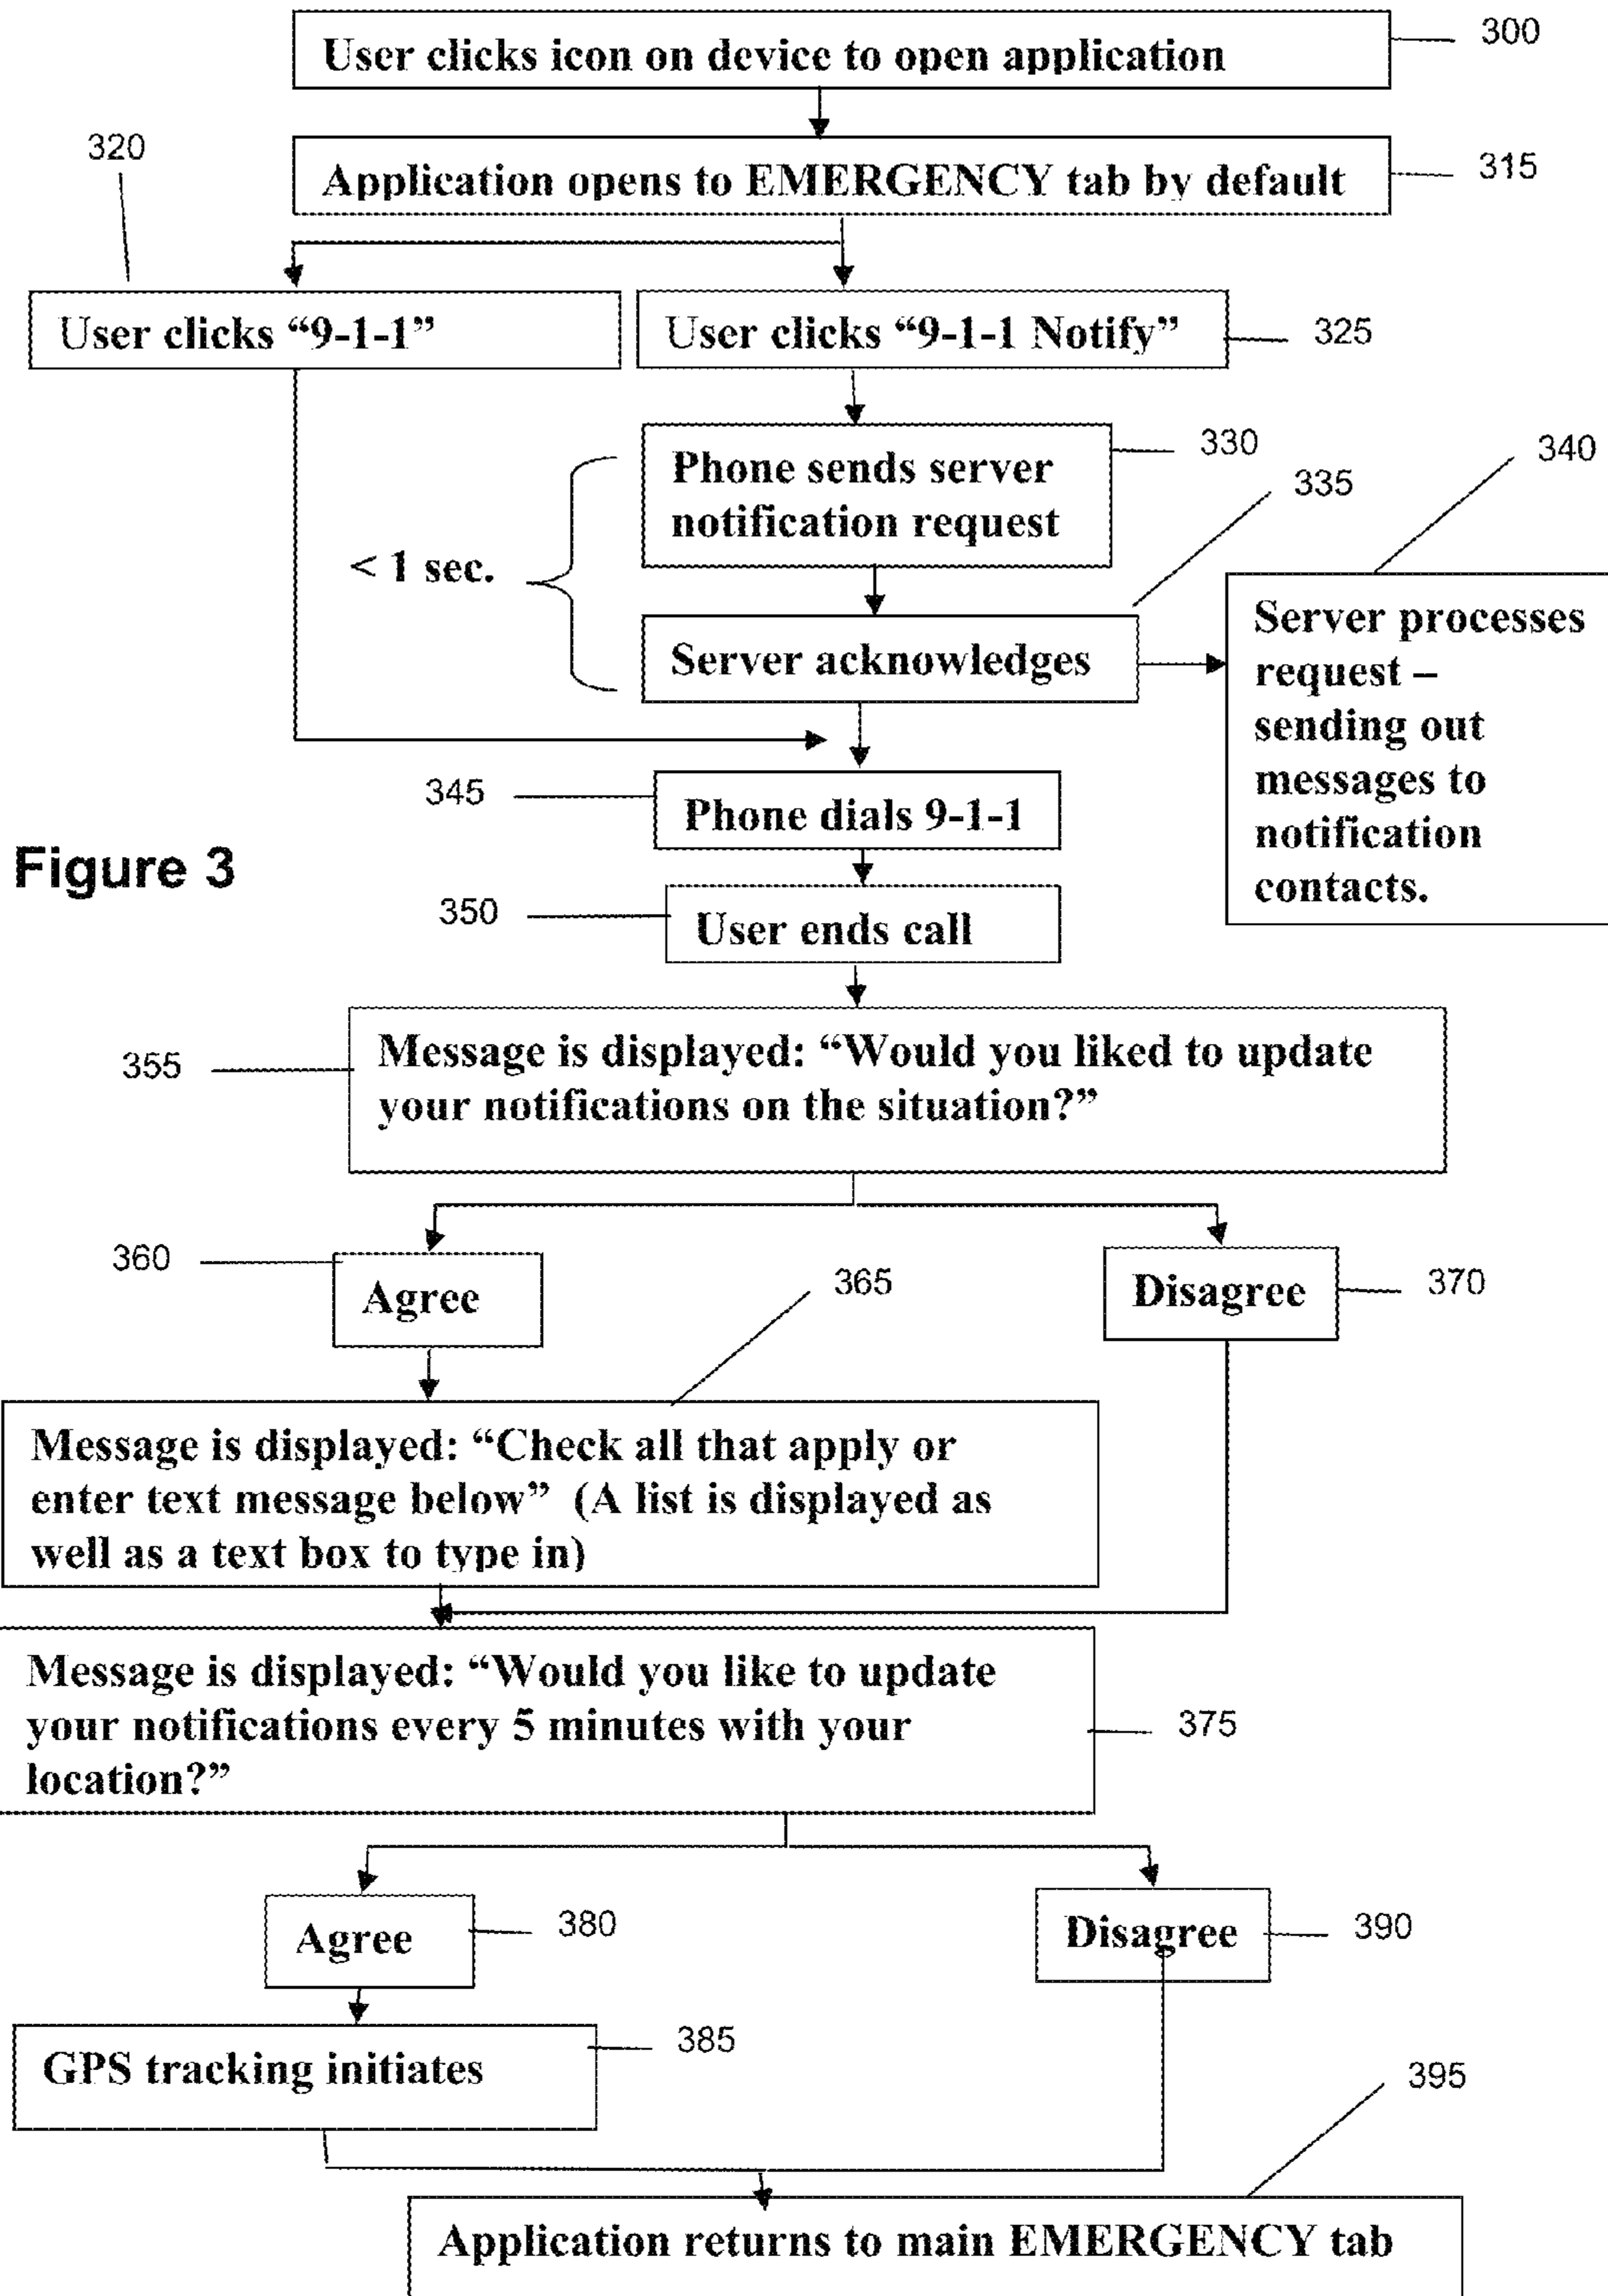 User clicks icon on device to open application
300
Application opens to EMERGENCY tab by default
315
320
User clicks “9-1-1”
User clicks “9-1-1 Notify”
325
Phone sends server
notification request
330
335
340
< 1 sec.
Server acknowledges
Server processes
request –
sending out
messages to
notification
contacts.
345
Phone dials 9-1-1
Figure 3
350
User ends call
355
Message is displayed: “Would you liked to update
your notifications on the situation?”
360
Agree
365
Disagree
370
Message is displayed: “Check all that apply or
enter text message below” (A list is displayed as
well as a text box to type in)
Message is displayed: “Would you like to update
your notifications every 5 minutes with your
location?”
375
Agree
380
Disagree
390
GPS tracking initiates
385
395
Application returns to main EMERGENCY tab